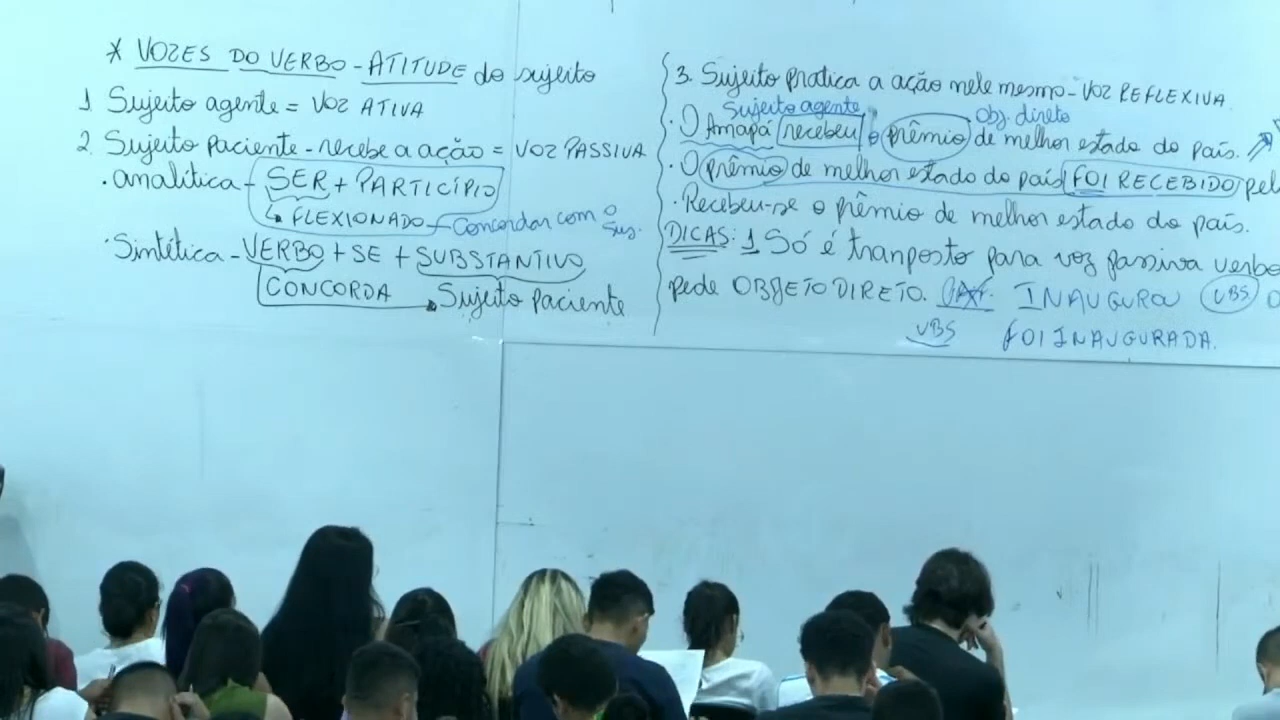 * VOZES DO VERBO - ATITUDE do sujeito
1 Sujeito agente = VOZ ATIVA
2. Sujeito paciente - recebe a ação = VOZ PASSIVA
. analítica - SER + PARTICÍPIO
FLEXIONADO - Concordar com o suj.
. Sintética - VERBO + SE + SUBSTANTIVO
CONCORDA Sujeito paciente
3. Sujeito pratica a ação nele mesmo - VOZ REFLEXIVA.
Sujeito agente obj. direto
. O Amapá recebeu o prêmio de melhor estado do país.
. O prêmio de melhor estado do país FOI RECEBIDO pel
. Recebeu-se o prêmio de melhor estado do país.
DICAS: 1 Só é tranposto para voz passiva verbo
pede OBJETO DIRETO. INAUGUROU UBS
UBS FOI INAUGURADA.